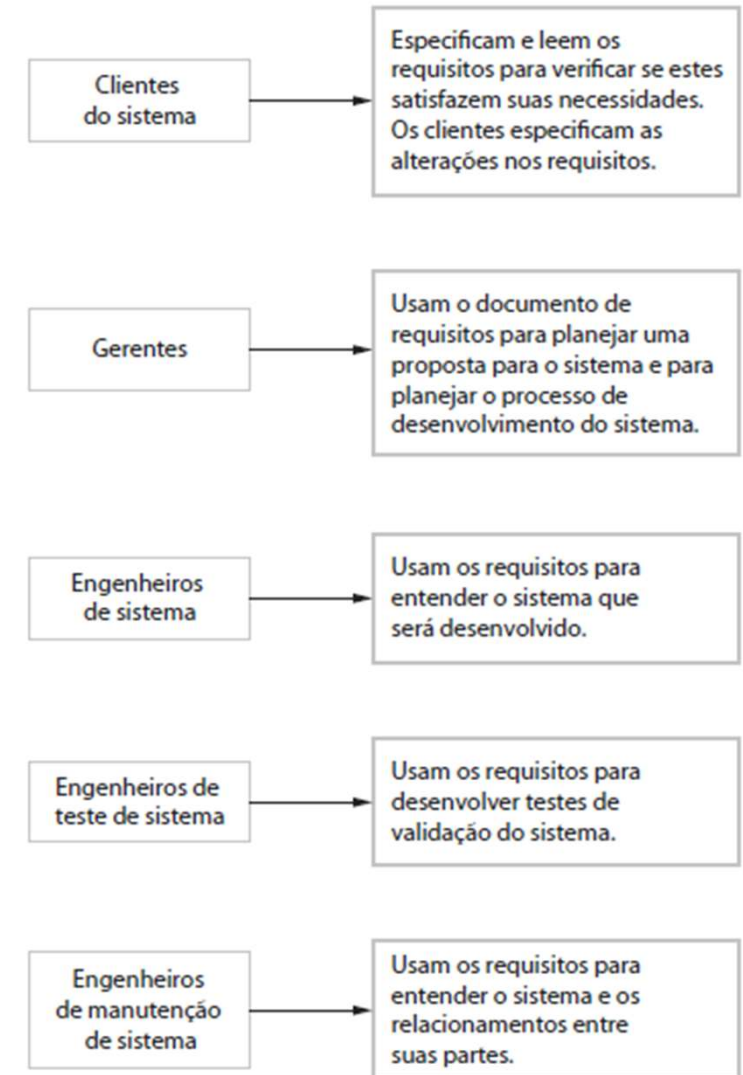 Clientes
do sistema
Especificam e leem os
requisitos para verificar se estes
satisfazem suas necessidades.
Os clientes especificam as
alterações nos requisitos.
Gerentes
Usam o documento de
requisitos para planejar uma
proposta para o sistema e para
planejar o processo de
desenvolvimento do sistema.
Engenheiros
de sistema
Usam os requisitos para
entender o sistema que
será desenvolvido.
Engenheiros de
teste de sistema
Usam os requisitos para
desenvolver testes de
validação do sistema.
Engenheiros
de manutenção
de sistema
Usam os requisitos para
entender o sistema e os
relacionamentos entre
suas partes.